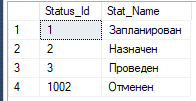 Status_Id Stat_Name
1 1 Запланирован
2 2 Назначен
3 3 Проведен
4 1002 Отменен